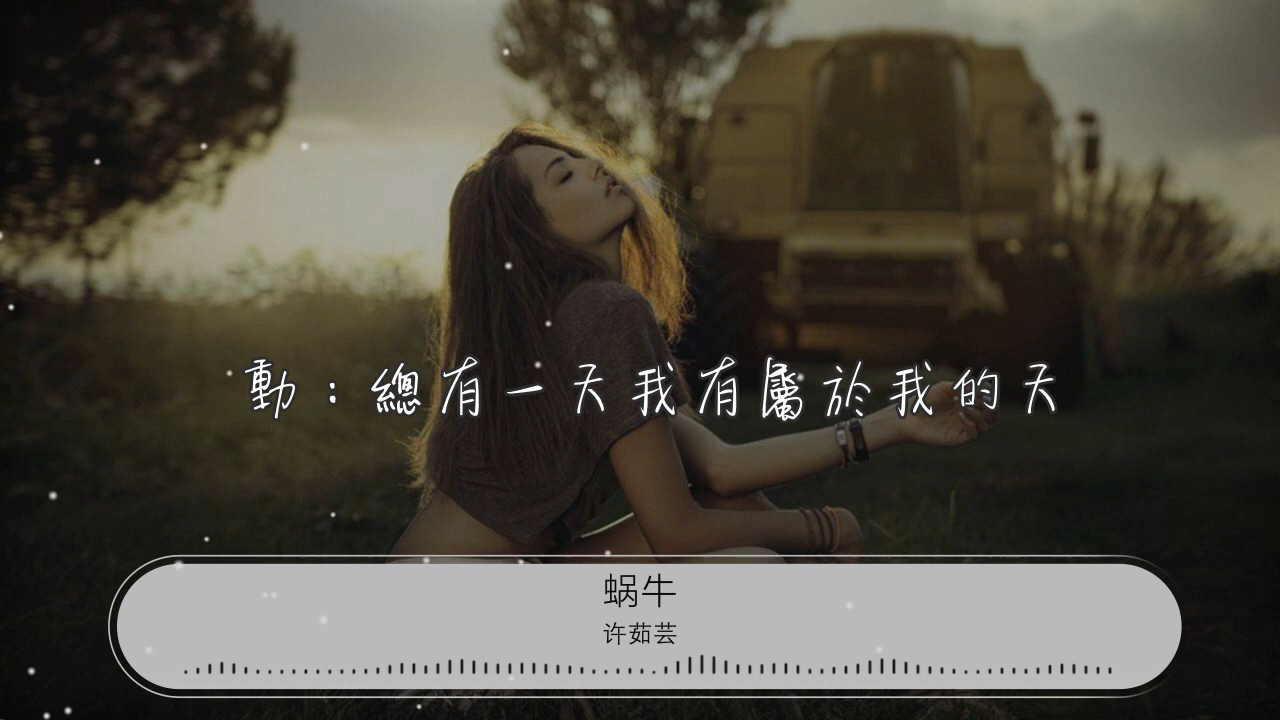 動：總有一天我有屬於我的天
蜗牛
许茹芸